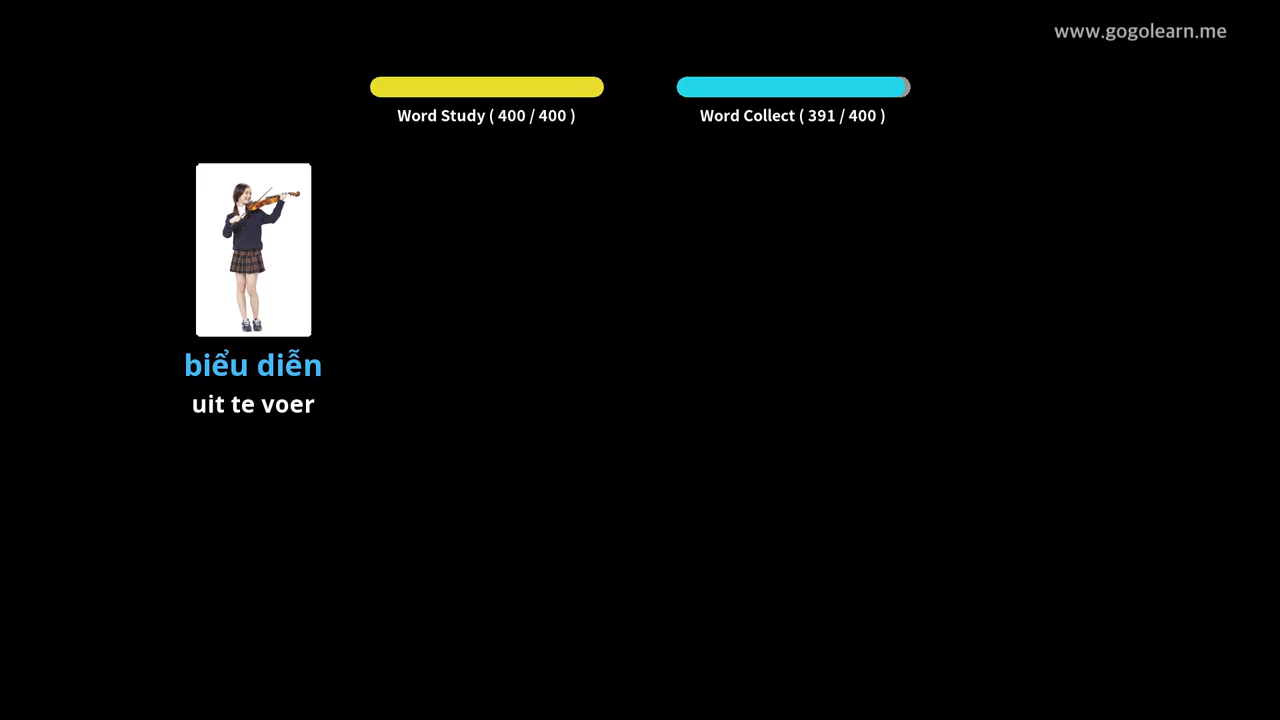 www.gogolearn.me
Word Study ( 400 / 400 )
Word Collect ( 391 / 400 )
biểu diễn
uit te voer